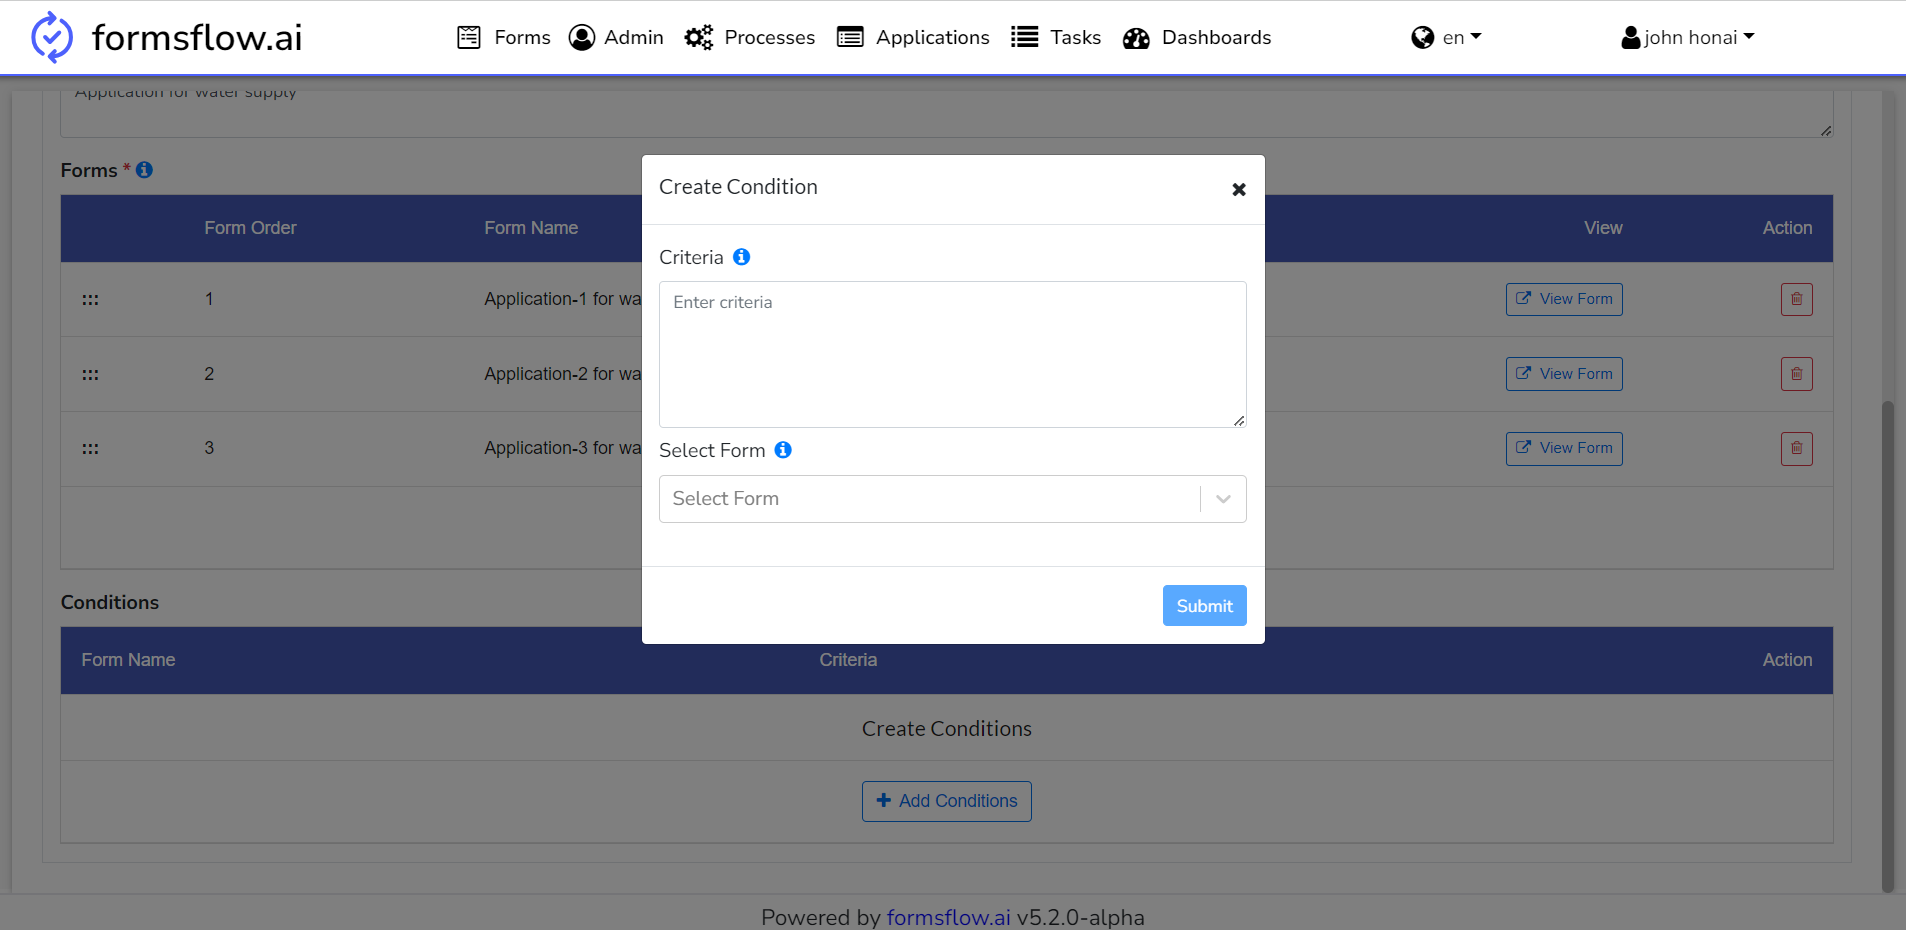 formsflow.ai Forms Admin Processes Applications Tasks Dashboards en john honai
Application for water supply
Forms *
Form Order Form Name View Action
1 Application-1 for wa View Form
2 Application-2 for wa View Form
3 Application-3 for wa View Form
Create Condition
Criteria
Enter criteria
Select Form
Select Form
Submit
Conditions
Form Name Criteria Action
Create Conditions
Add Conditions
Powered by formsflow.ai v5.2.0-alpha